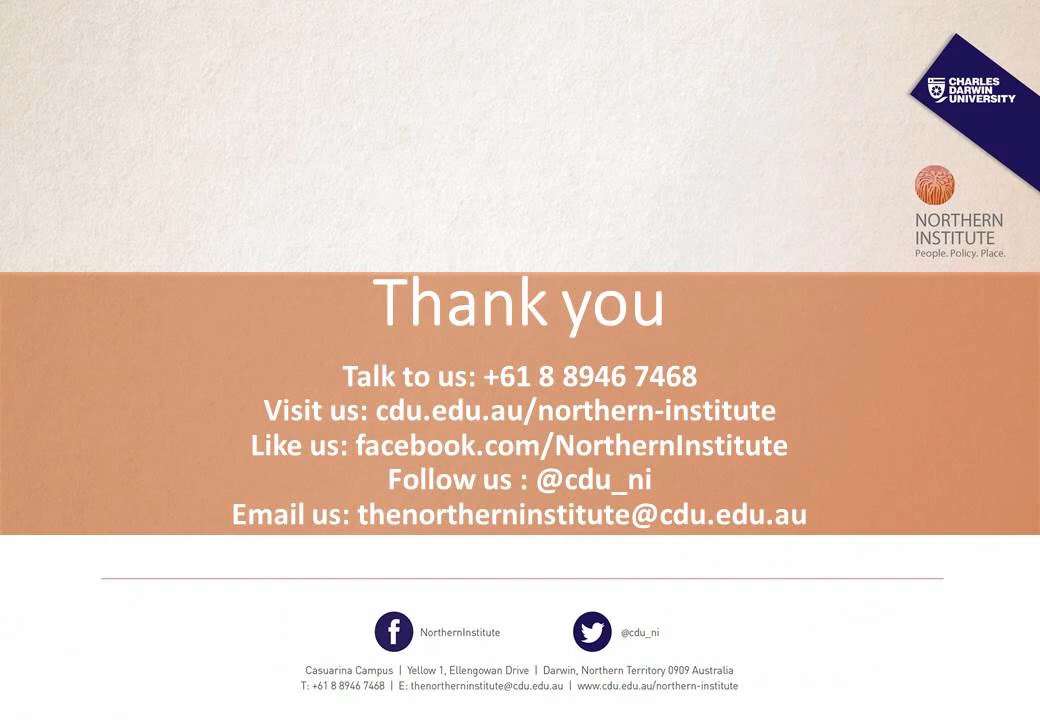 CHARLES
DARWIN
UNIVERSITY
NORTHERN
INSTITUTE
People. Policy. Place.
Thank you
Talk to us: +61 8 8946 7468
Visit us: cdu.edu.au/northern-institute
Like us: facebook.com/NorthernInstitute
Follow us : @cdu_ni
Email us: thenortherninstitute@cdu.edu.au
NorthernInstitute @cdu_ni
Casuarina Campus | Yellow 1, Ellengowan Drive | Darwin, Northern Territory 0909 Australia
T: +61 8 8946 7468 | E: thenortherninstitute@cdu.edu.au | www.cdu.edu.au/northern-institute